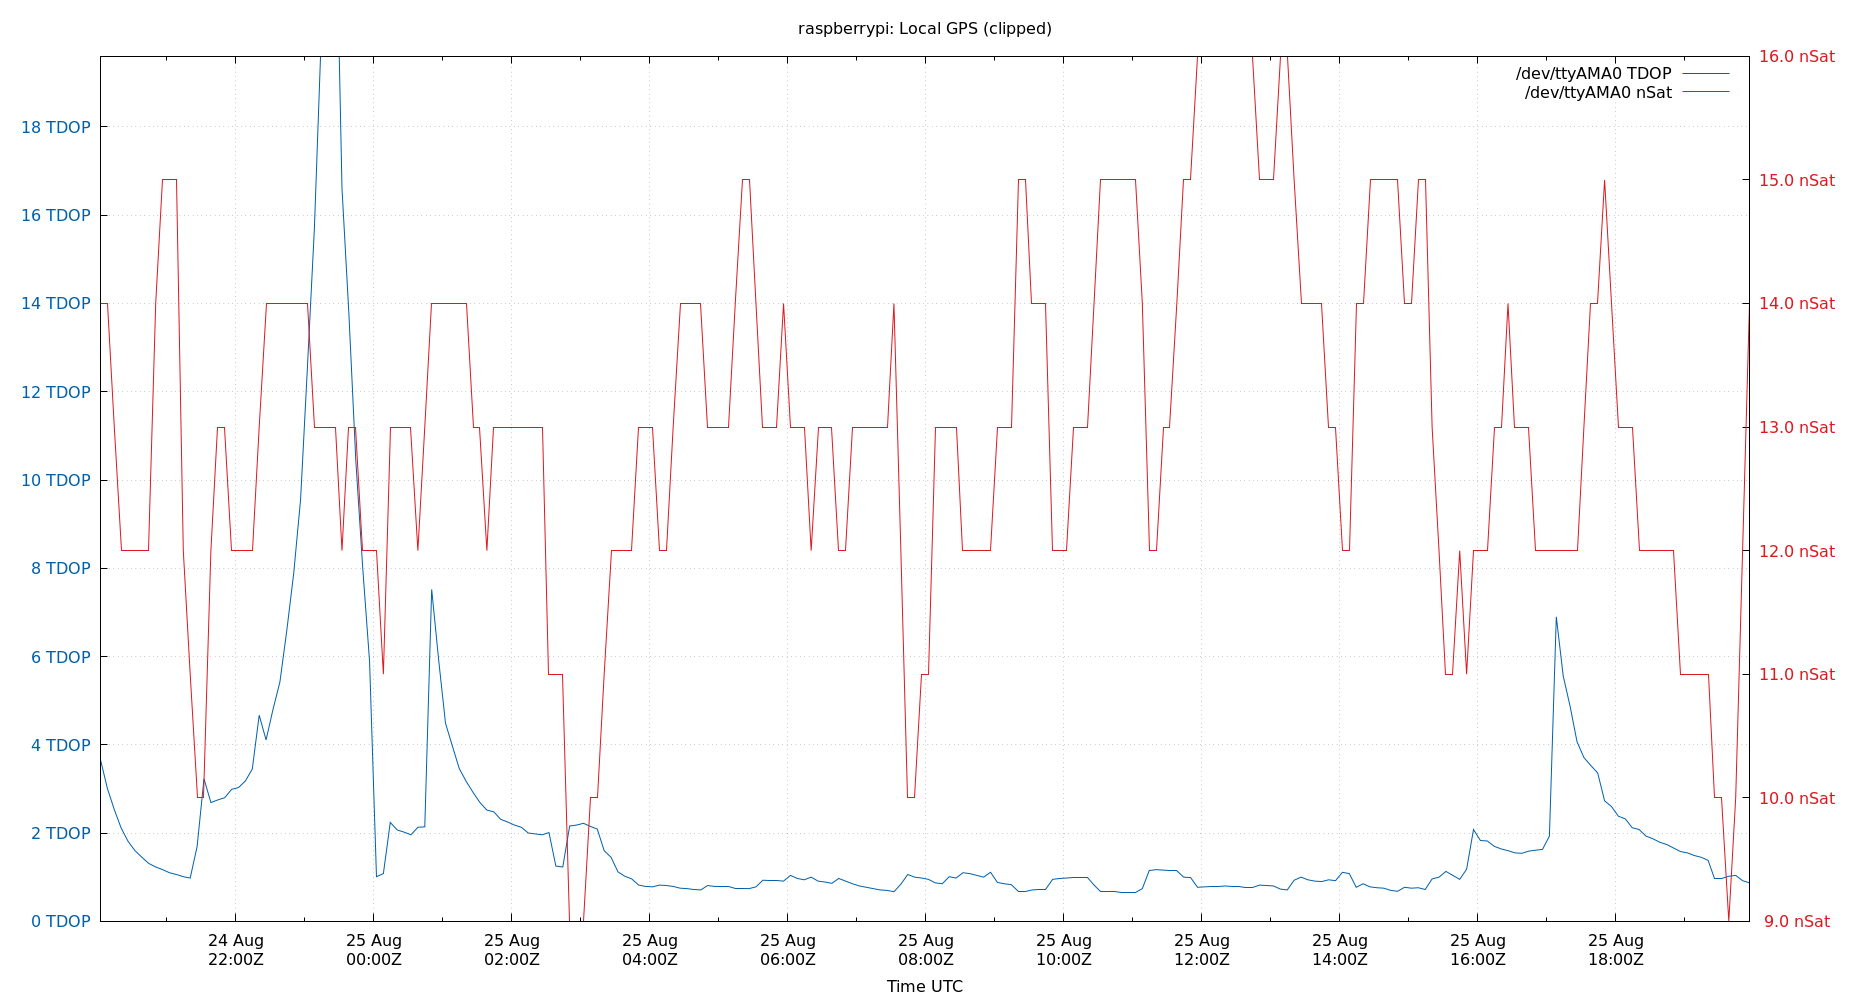 raspberrypi: Local GPS (clipped)
/dev/ttyAMA0 TDOP
/dev/ttyAMA0 nSat
18 TDOP
16 TDOP
14 TDOP
12 TDOP
10 TDOP
8 TDOP
6 TDOP
4 TDOP
2 TDOP
0 TDOP
16.0 nSat
15.0 nSat
14.0 nSat
13.0 nSat
12.0 nSat
11.0 nSat
10.0 nSat
9.0 nSat
24 Aug
22:00Z
25 Aug
00:00Z
25 Aug
02:00Z
25 Aug
04:00Z
25 Aug
06:00Z
25 Aug
08:00Z
25 Aug
10:00Z
25 Aug
12:00Z
25 Aug
14:00Z
25 Aug
16:00Z
25 Aug
18:00Z
Time UTC